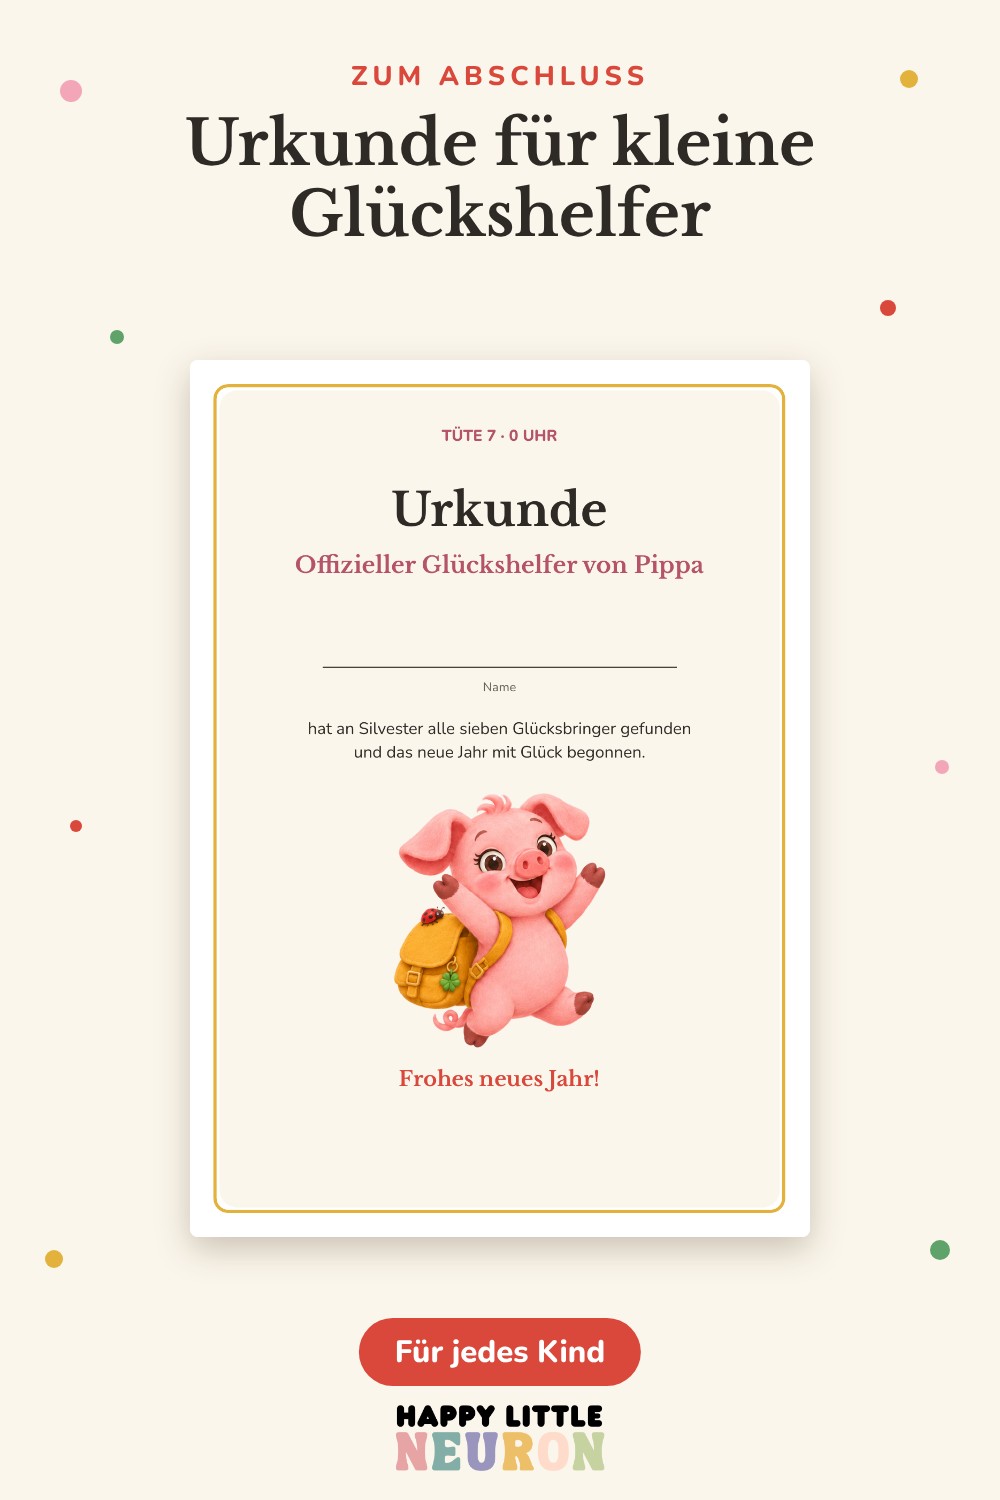 ZUM ABSCHLUSS
Urkunde für kleine
Glückshelfer
TÜTE 7 · 0 UHR
Urkunde
Offizieller Glückshelfer von Pippa
Name
hat an Silvester alle sieben Glücksbringer gefunden
und das neue Jahr mit Glück begonnen.
Frohes neues Jahr!
Für jedes Kind
HAPPY LITTLE
NEURON